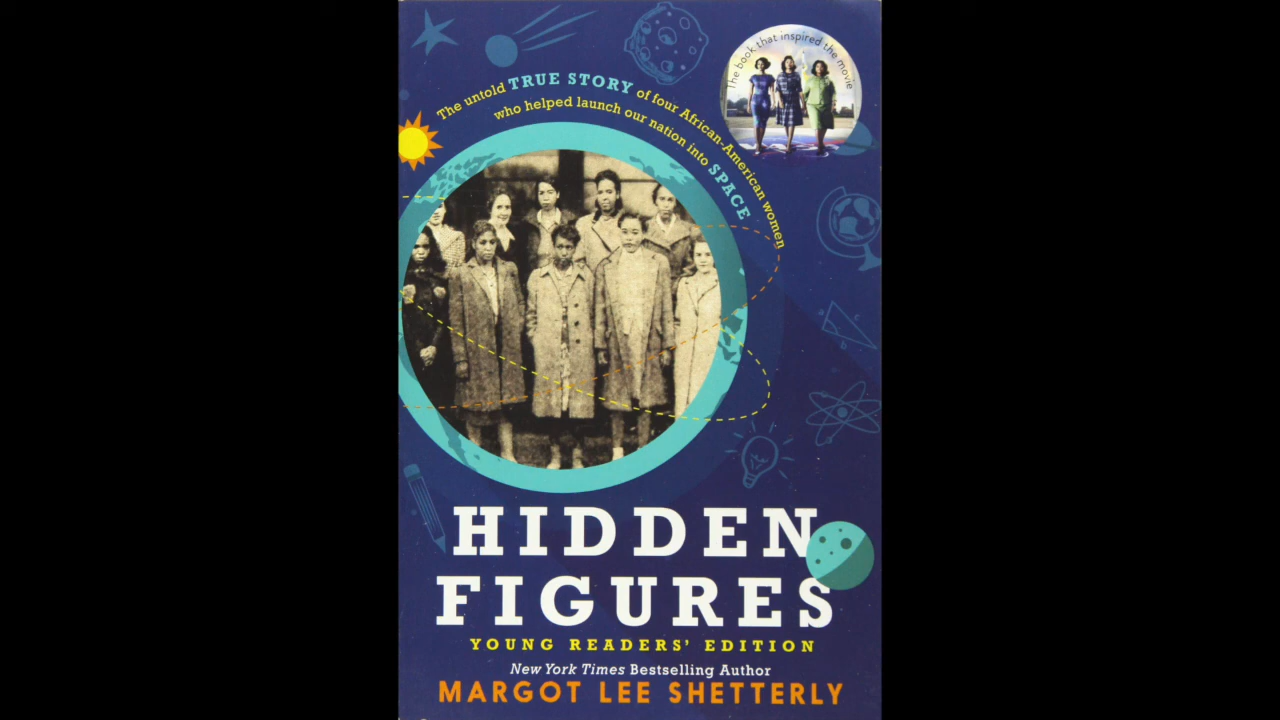 The book that inspired the movie
The untold TRUE STORY of four African-American women
who helped launch our nation into SPACE
HIDDEN
FIGURES
YOUNG READERS' EDITION
New York Times Bestselling Author
MARGOT LEE SHETTERLY